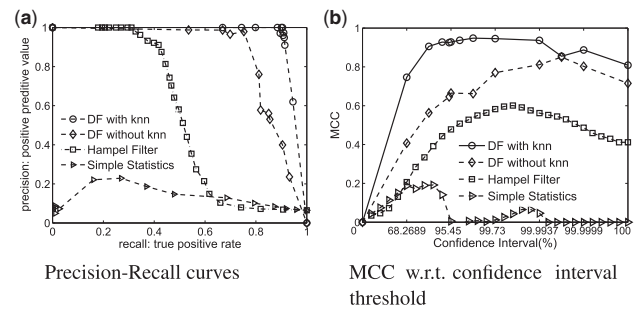 (a)
1
0.8
0.6
0.4
0.2
0
precision: positive preditive value
DF with knn
DF without knn
Hampel Filter
Simple Statistics
0 0.2 0.4 0.6 0.8 1
recall: true positive rate
Precision-Recall curves
(b)
1
0.8
0.6
0.4
0.2
0
MCC
DF with knn
DF without knn
Hampel Filter
Simple Statistics
0 68.2689 95.45 99.73 99.9937 99.9999 100
Confidence Interval(%)
MCC w.r.t. confidence interval
threshold